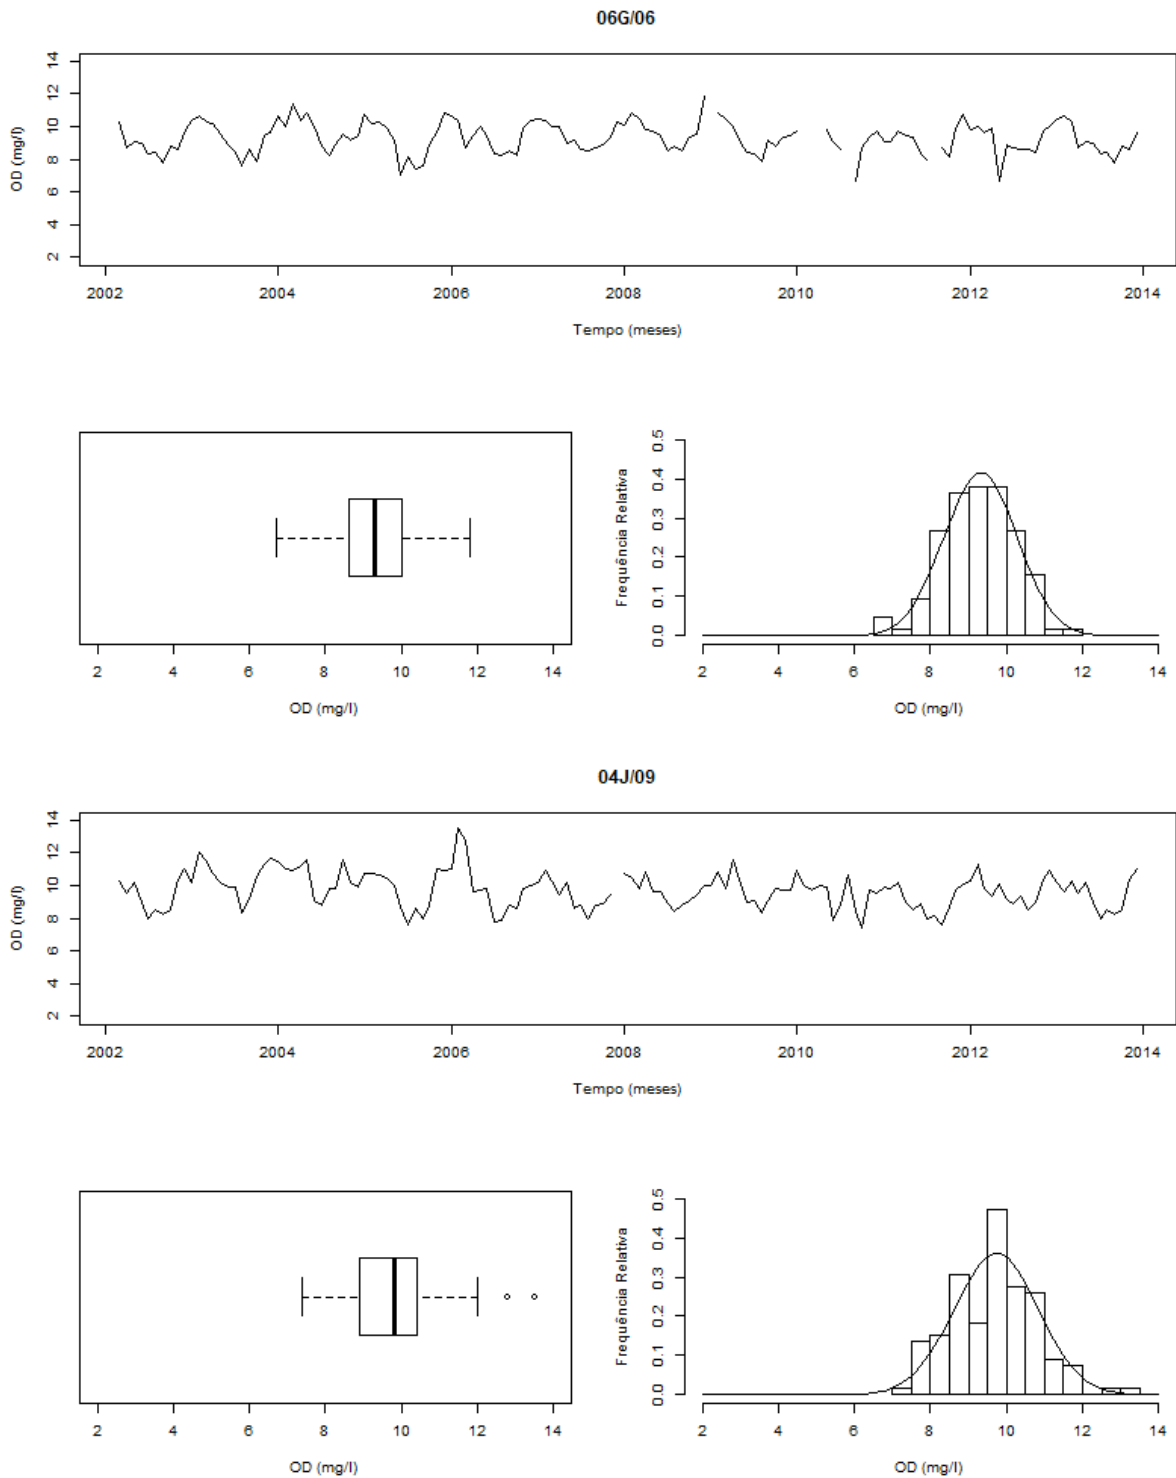 06G/06
OD (mg/l)
14
12
10
8
6
4
2
2002 2004 2006 2008 2010 2012 2014
Tempo (meses)
2 4 6 8 10 12 14
OD (mg/l)
Frequência Relativa
0.5
0.4
0.3
0.2
0.1
0.0
2 4 6 8 10 12 14
OD (mg/l)
04J/09
OD (mg/l)
14
12
10
8
6
4
2
2002 2004 2006 2008 2010 2012 2014
Tempo (meses)
2 4 6 8 10 12 14
OD (mg/l)
Frequência Relativa
0.5
0.4
0.3
0.2
0.1
0.0
2 4 6 8 10 12 14
OD (mg/l)